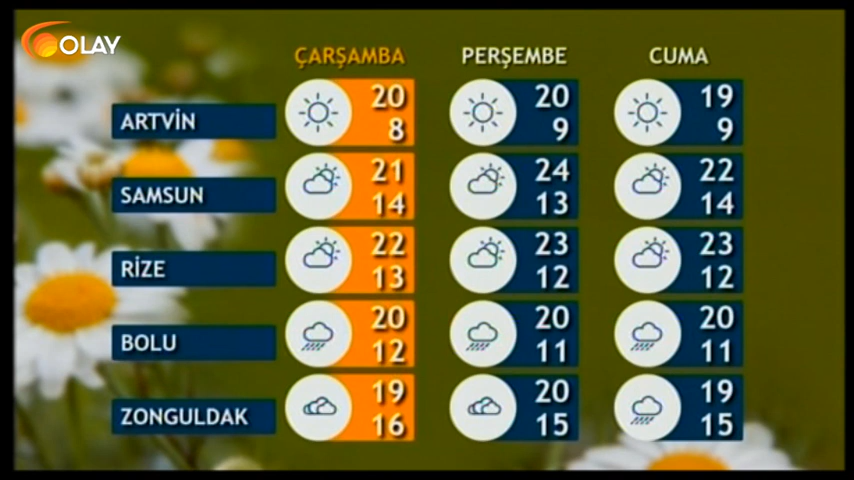 OLAY
ÇARŞAMBA PERŞEMBE CUMA
ARTVİN 20 8 20 9 19 9
SAMSUN 21 14 24 13 22 14
RİZE 22 13 23 12 23 12
BOLU 20 12 20 11 20 11
ZONGULDAK 19 16 20 15 19 15